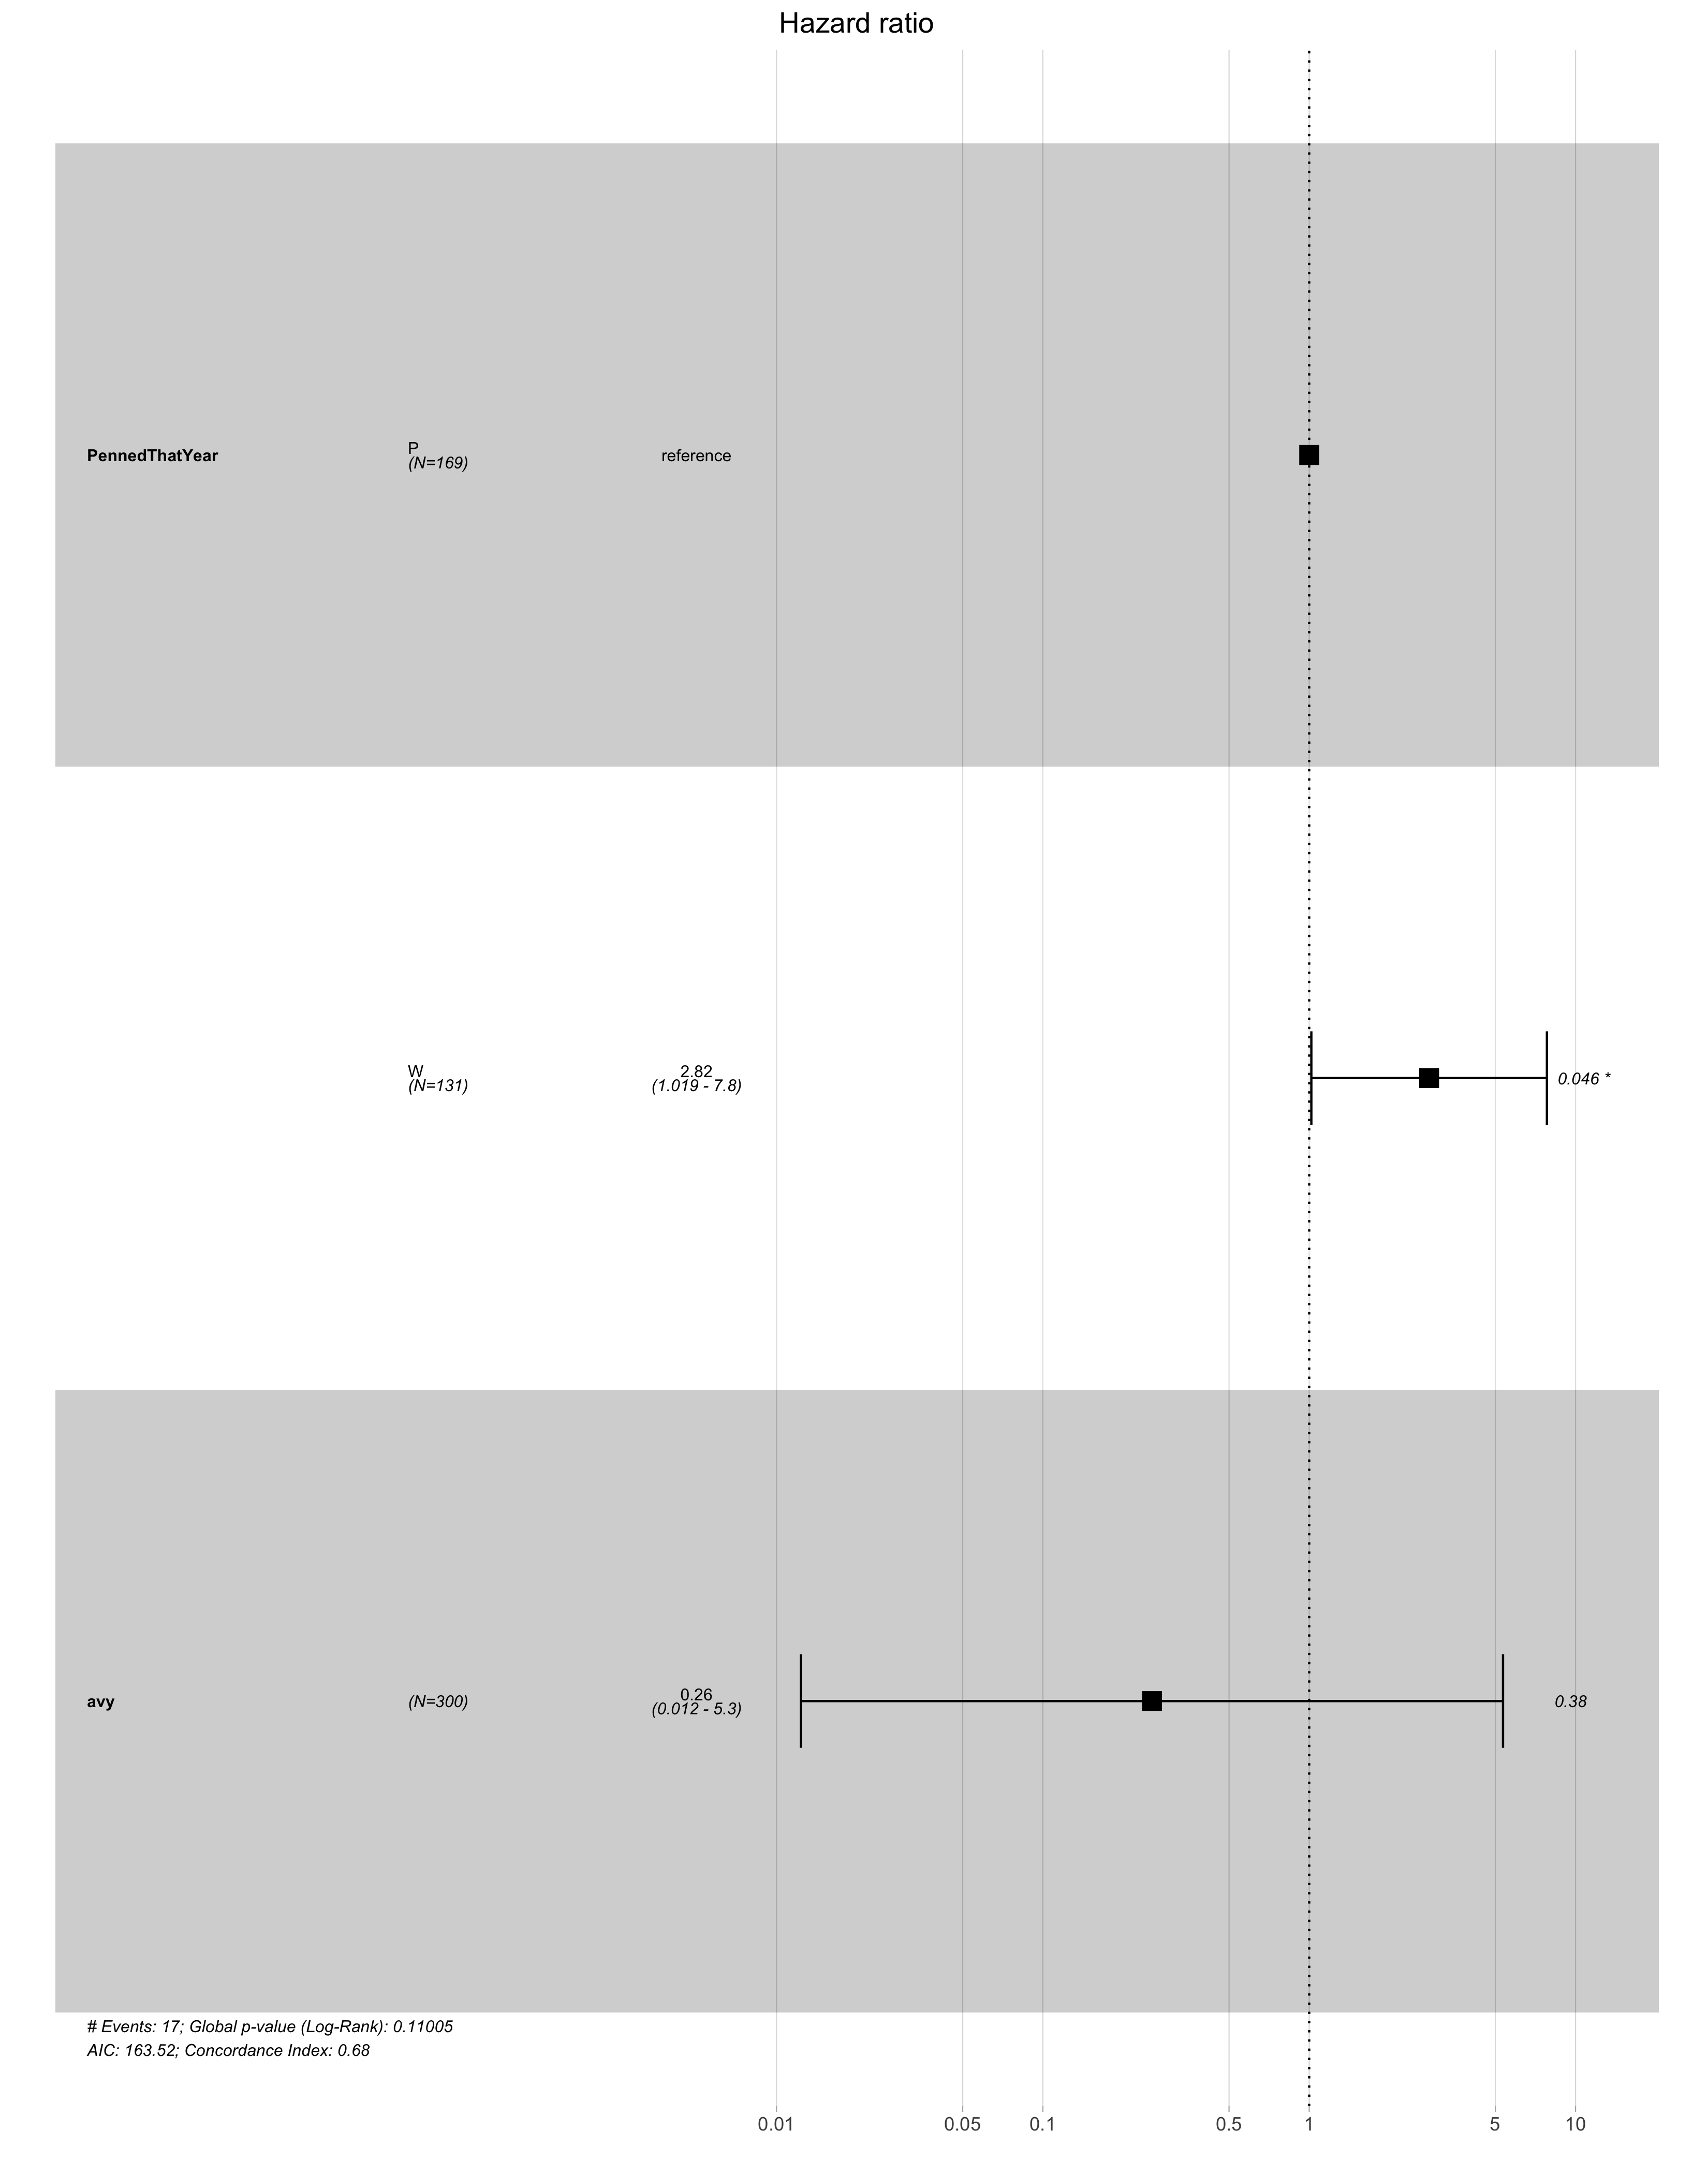 Hazard ratio
PennedThatYear
P
(N=169)
reference
W
(N=131)
2.82
(1.019 - 7.8)
0.046 *
avy
(N=300)
0.26
(0.012 - 5.3)
0.38
# Events: 17; Global p-value (Log-Rank): 0.11005
AIC: 163.52; Concordance Index: 0.68
0.01 0.05 0.1 0.5 1 5 10